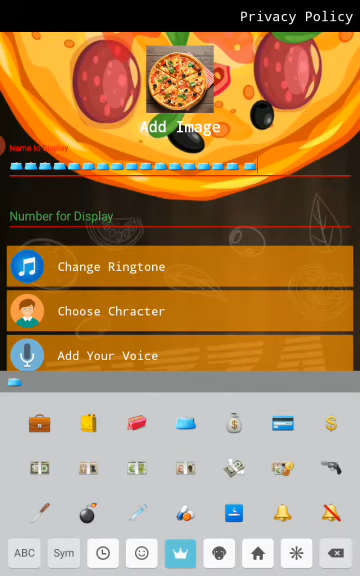 Privacy Policy
Add Image
Name to Display
Number for Display
Change Ringtone
Choose Chracter
Add Your Voice
ABC Sym